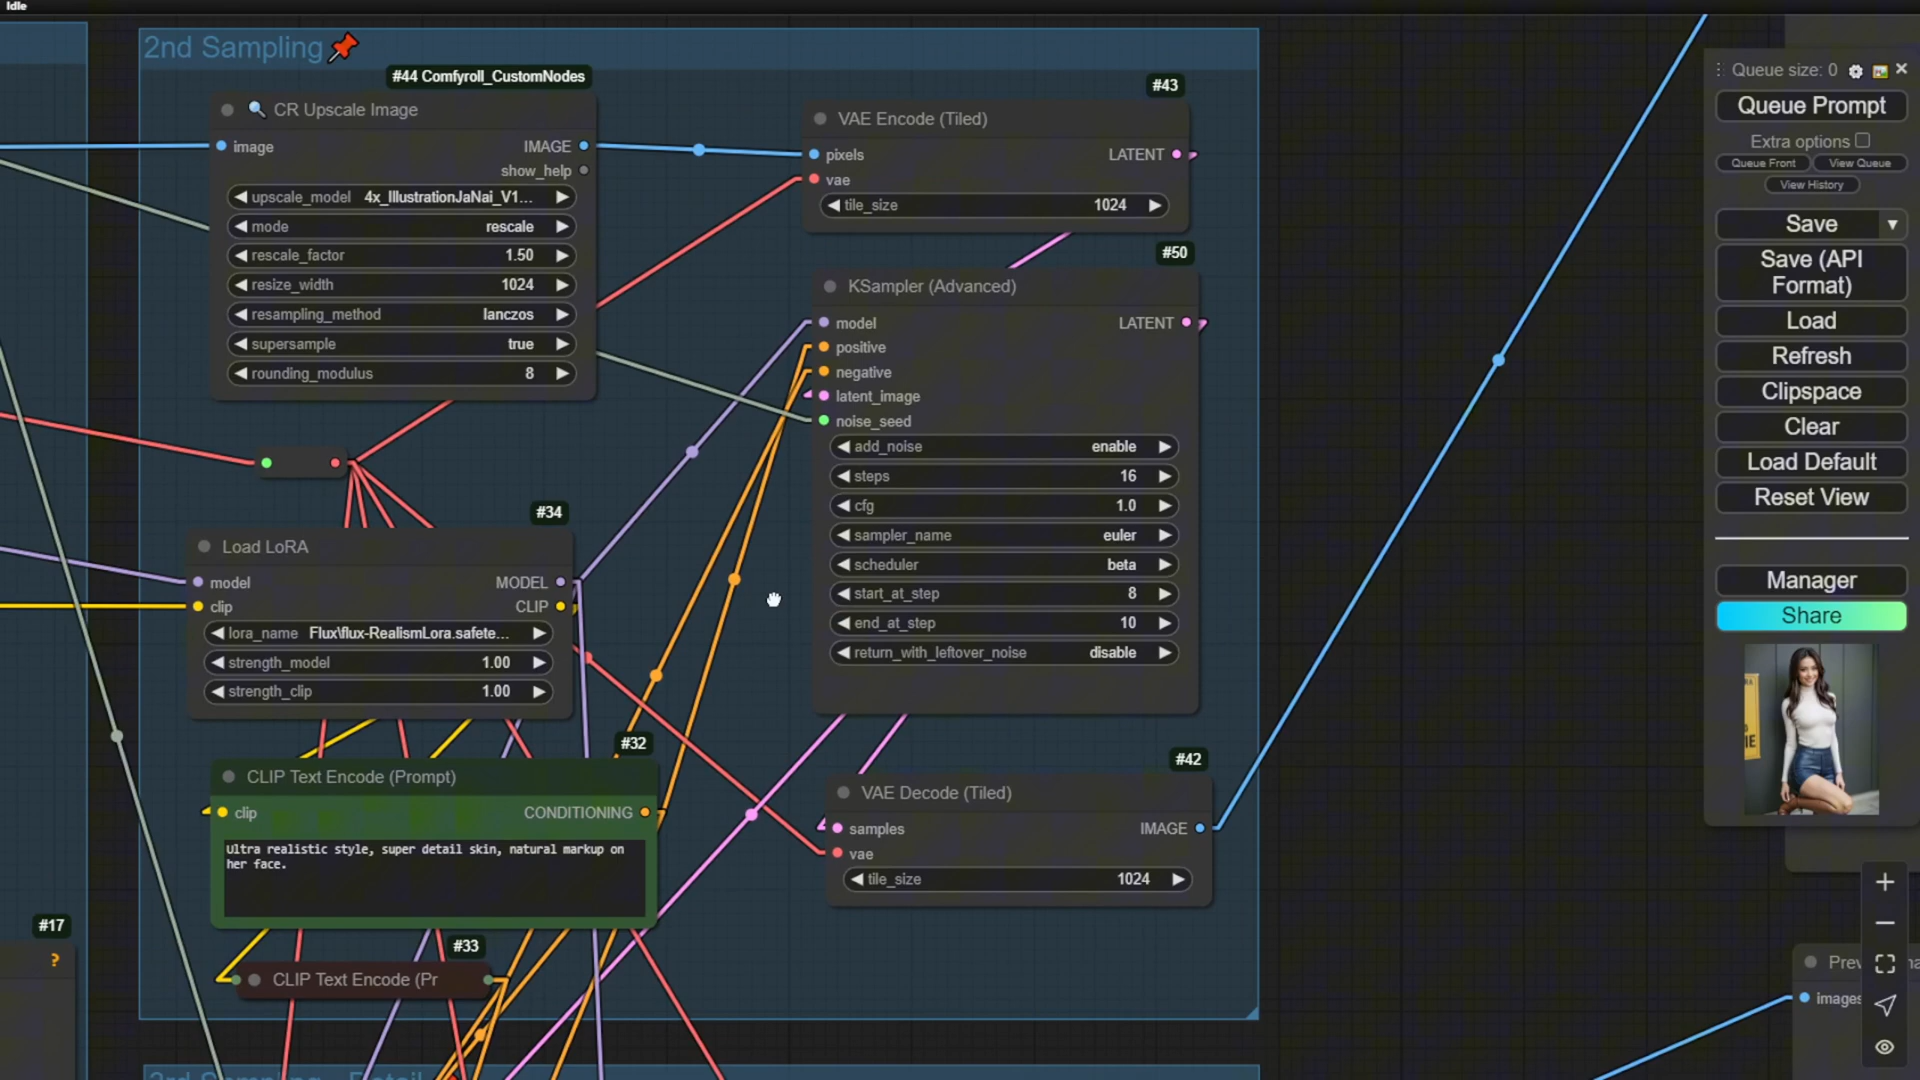 Idle
2nd Sampling
#44 Comfyroll_CustomNodes
CR Upscale Image
image
IMAGE
show_help
upscale_model 4x_IllustrationJaNai_V1...
mode rescale
rescale_factor 1.50
resize_width 1024
resampling_method lanczos
supersample true
rounding_modulus 8
#43
VAE Encode (Tiled)
pixels
LATENT
vae
tile_size 1024
#50
KSampler (Advanced)
model
LATENT
positive
negative
latent_image
noise_seed
add_noise enable
steps 16
cfg 1.0
sampler_name euler
scheduler beta
start_at_step 8
end_at_step 10
return_with_leftover_noise disable
#34
Load LoRA
model
MODEL
clip
CLIP
lora_name Flux\flux-RealismLora.safete...
strength_model 1.00
strength_clip 1.00
#32
CLIP Text Encode (Prompt)
clip
CONDITIONING
Ultra realistic style, super detail skin, natural markup on
her face.
#33
CLIP Text Encode (Pr
#42
VAE Decode (Tiled)
samples
IMAGE
vae
tile_size 1024
#17
?
Queue size: 0
Queue Prompt
Extra options
Queue Front
View Queue
View History
Save
Save (API
Format)
Load
Refresh
Clipspace
Clear
Load Default
Reset View
Manager
Share
images